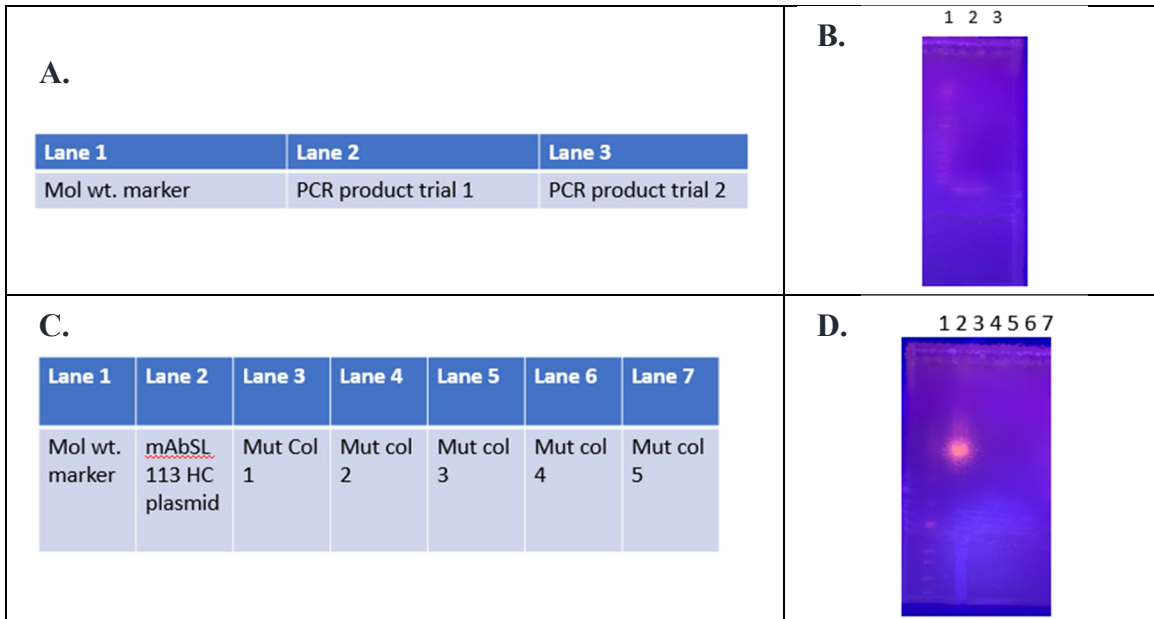 A.
Lane 1 Lane 2 Lane 3
Mol wt. marker PCR product trial 1 PCR product trial 2
B.
1 2 3
C.
Lane 1 Lane 2 Lane 3 Lane 4 Lane 5 Lane 6 Lane 7
Mol wt. mAbSL Mut Col Mut col Mut col Mut col Mut col
marker 113 HC 1 2 3 4 5
plasmid
D.
1 2 3 4 5 6 7